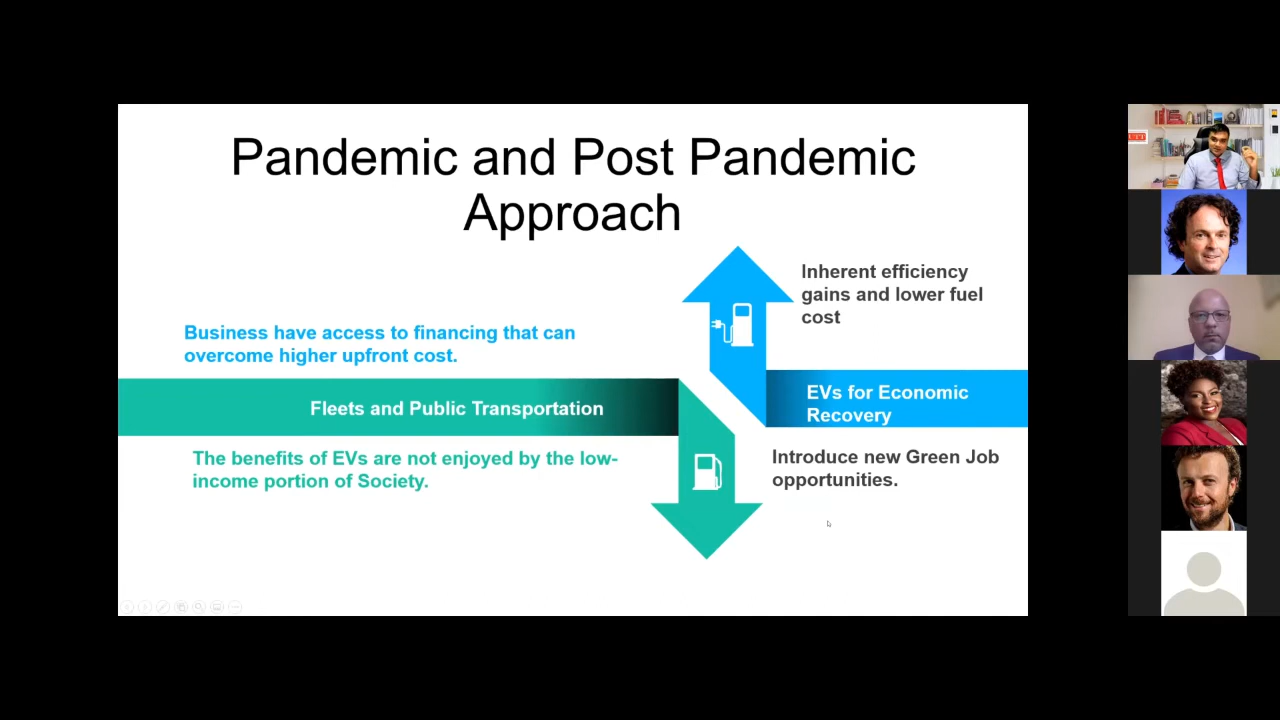 Pandemic and Post Pandemic
Approach
Business have access to financing that can
overcome higher upfront cost.
Fleets and Public Transportation
The benefits of EVs are not enjoyed by the low-
income portion of Society.
Inherent efficiency
gains and lower fuel
cost
EVs for Economic
Recovery
Introduce new Green Job
opportunities.